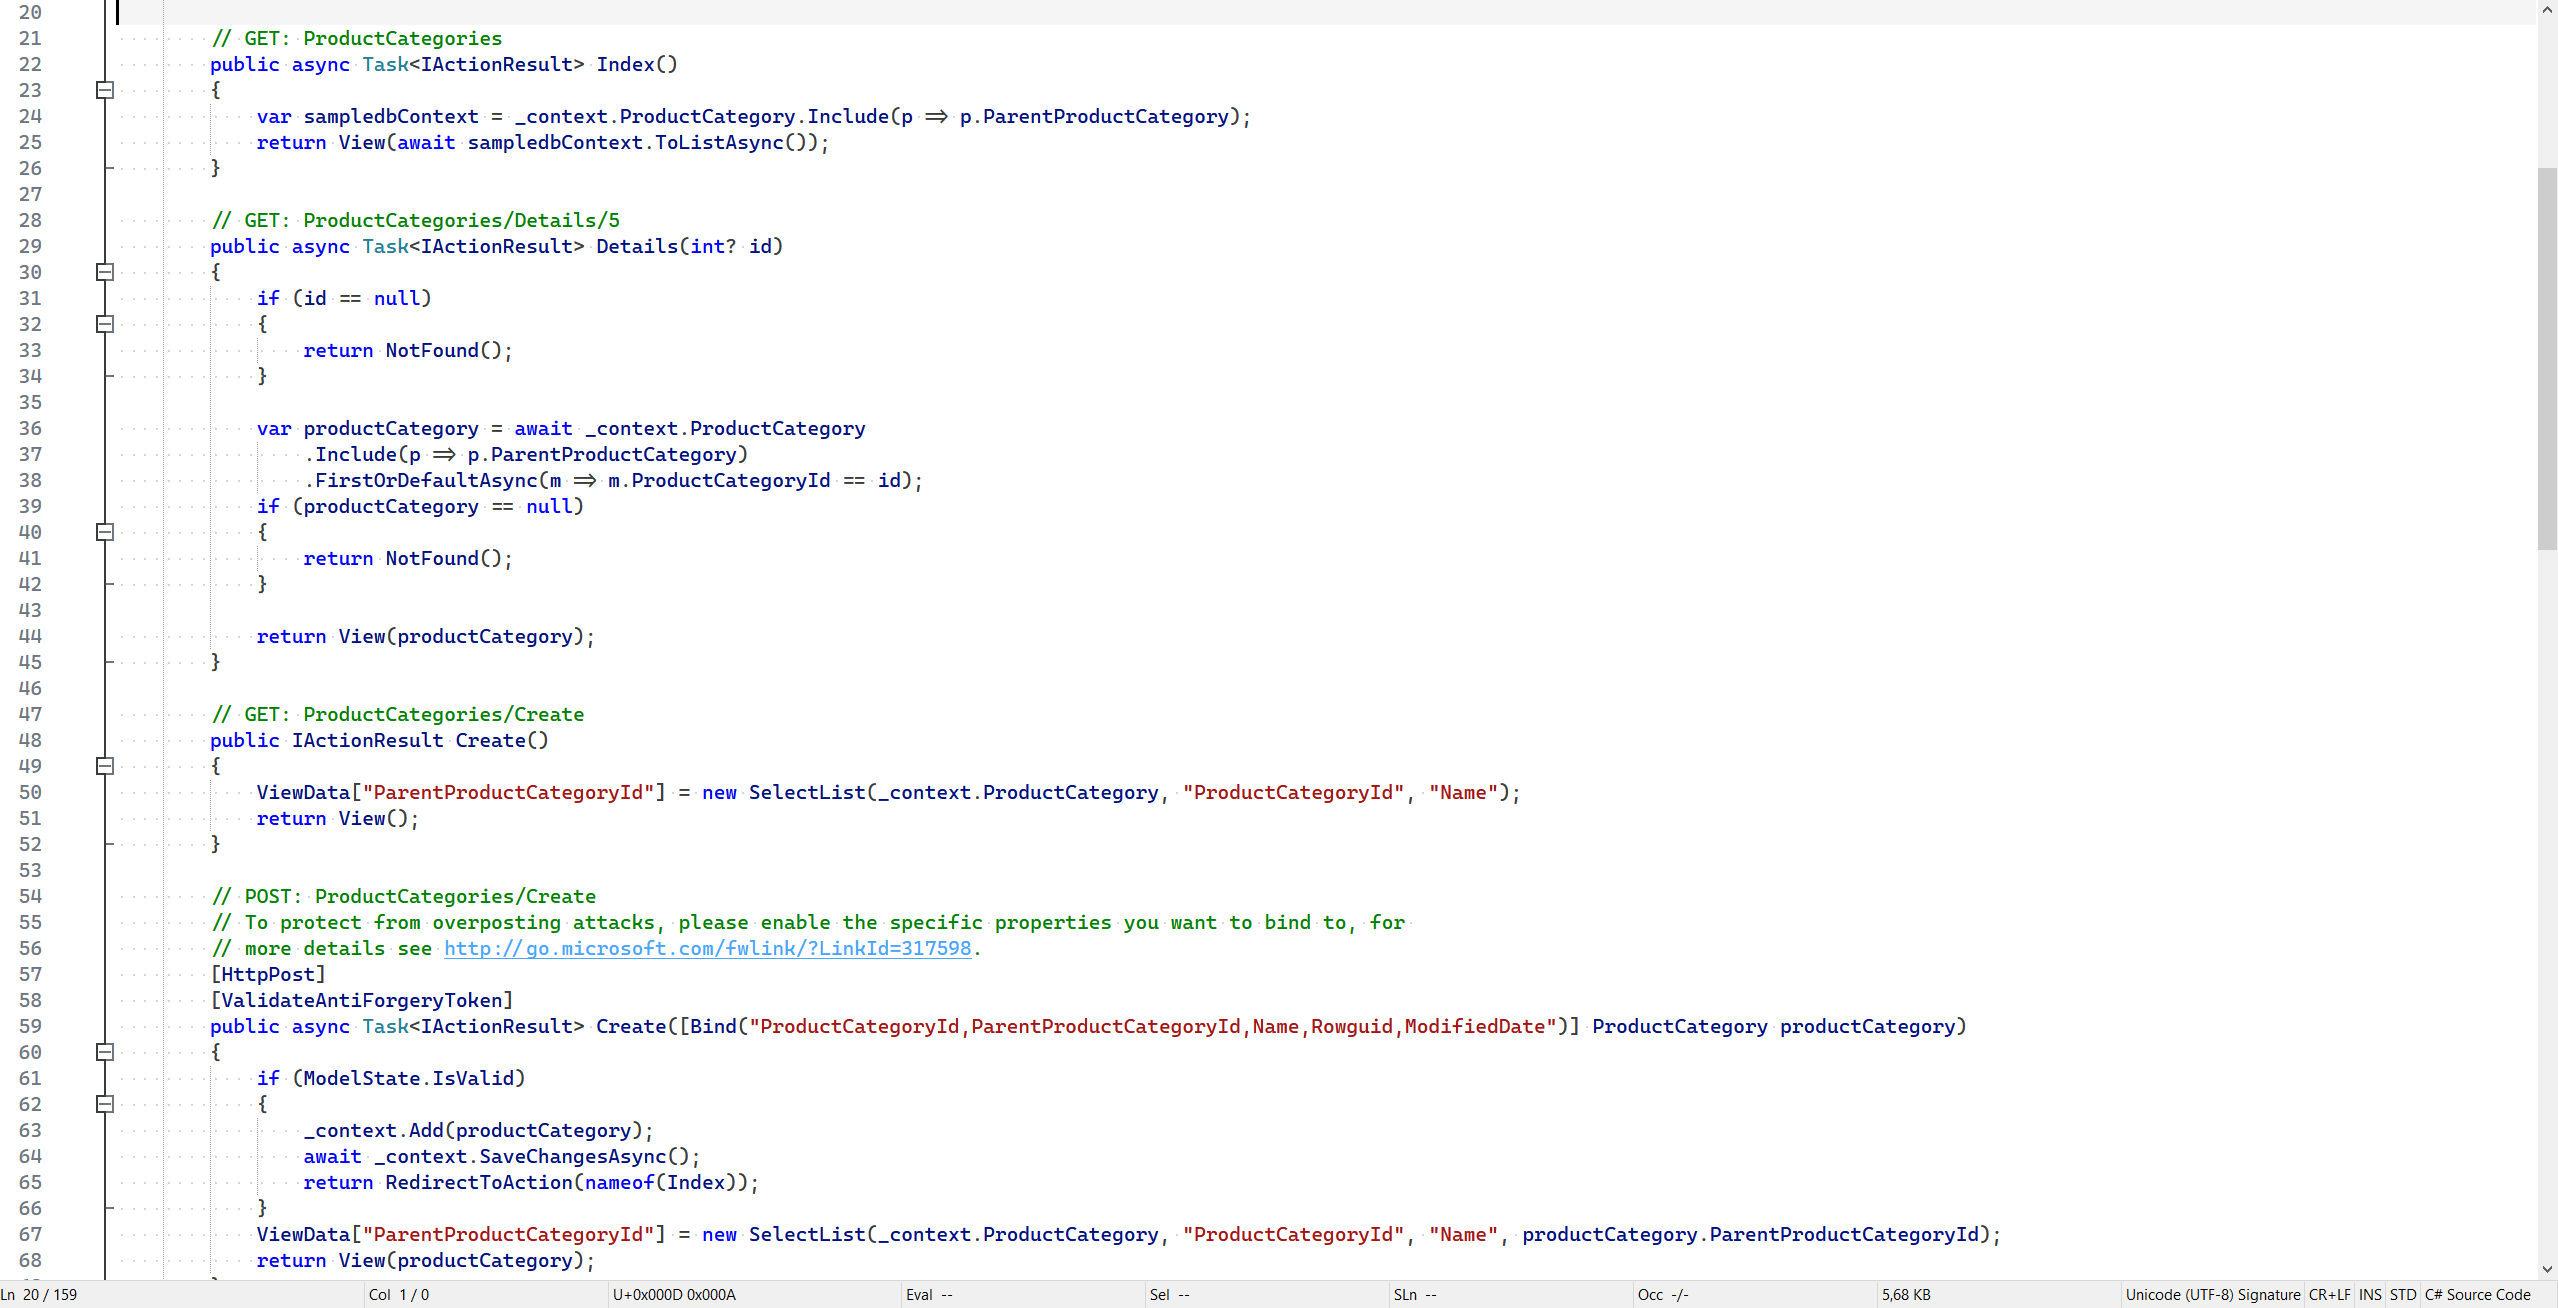 20
21 // GET: ProductCategories
22 public async Task<IActionResult> Index()
23 {
24 var sampledbContext = _context.ProductCategory.Include(p => p.ParentProductCategory);
25 return View(await sampledbContext.ToListAsync());
26 }
27
28 // GET: ProductCategories/Details/5
29 public async Task<IActionResult> Details(int? id)
30 {
31 if (id == null)
32 {
33 return NotFound();
34 }
35
36 var productCategory = await _context.ProductCategory
37 .Include(p => p.ParentProductCategory)
38 .FirstOrDefaultAsync(m => m.ProductCategoryId == id);
39 if (productCategory == null)
40 {
41 return NotFound();
42 }
43
44 return View(productCategory);
45 }
46
47 // GET: ProductCategories/Create
48 public IActionResult Create()
49 {
50 ViewData["ParentProductCategoryId"] = new SelectList(_context.ProductCategory, "ProductCategoryId", "Name");
51 return View();
52 }
53
54 // POST: ProductCategories/Create
55 // To protect from overposting attacks, please enable the specific properties you want to bind to, for
56 // more details see http://go.microsoft.com/fwlink/?LinkId=317598.
57 [HttpPost]
58 [ValidateAntiForgeryToken]
59 public async Task<IActionResult> Create([Bind("ProductCategoryId,ParentProductCategoryId,Name,Rowguid,ModifiedDate")] ProductCategory productCategory)
60 {
61 if (ModelState.IsValid)
62 {
63 _context.Add(productCategory);
64 await _context.SaveChangesAsync();
65 return RedirectToAction(nameof(Index));
66 }
67 ViewData["ParentProductCategoryId"] = new SelectList(_context.ProductCategory, "ProductCategoryId", "Name", productCategory.ParentProductCategoryId);
68 return View(productCategory);
Ln 20 / 159 Col 1 / 0 U+0x000D 0x000A Eval -- Sel -- SLn -- Occ -/- 5,68 KB Unicode (UTF-8) Signature CR+LF INS STD C# Source Code